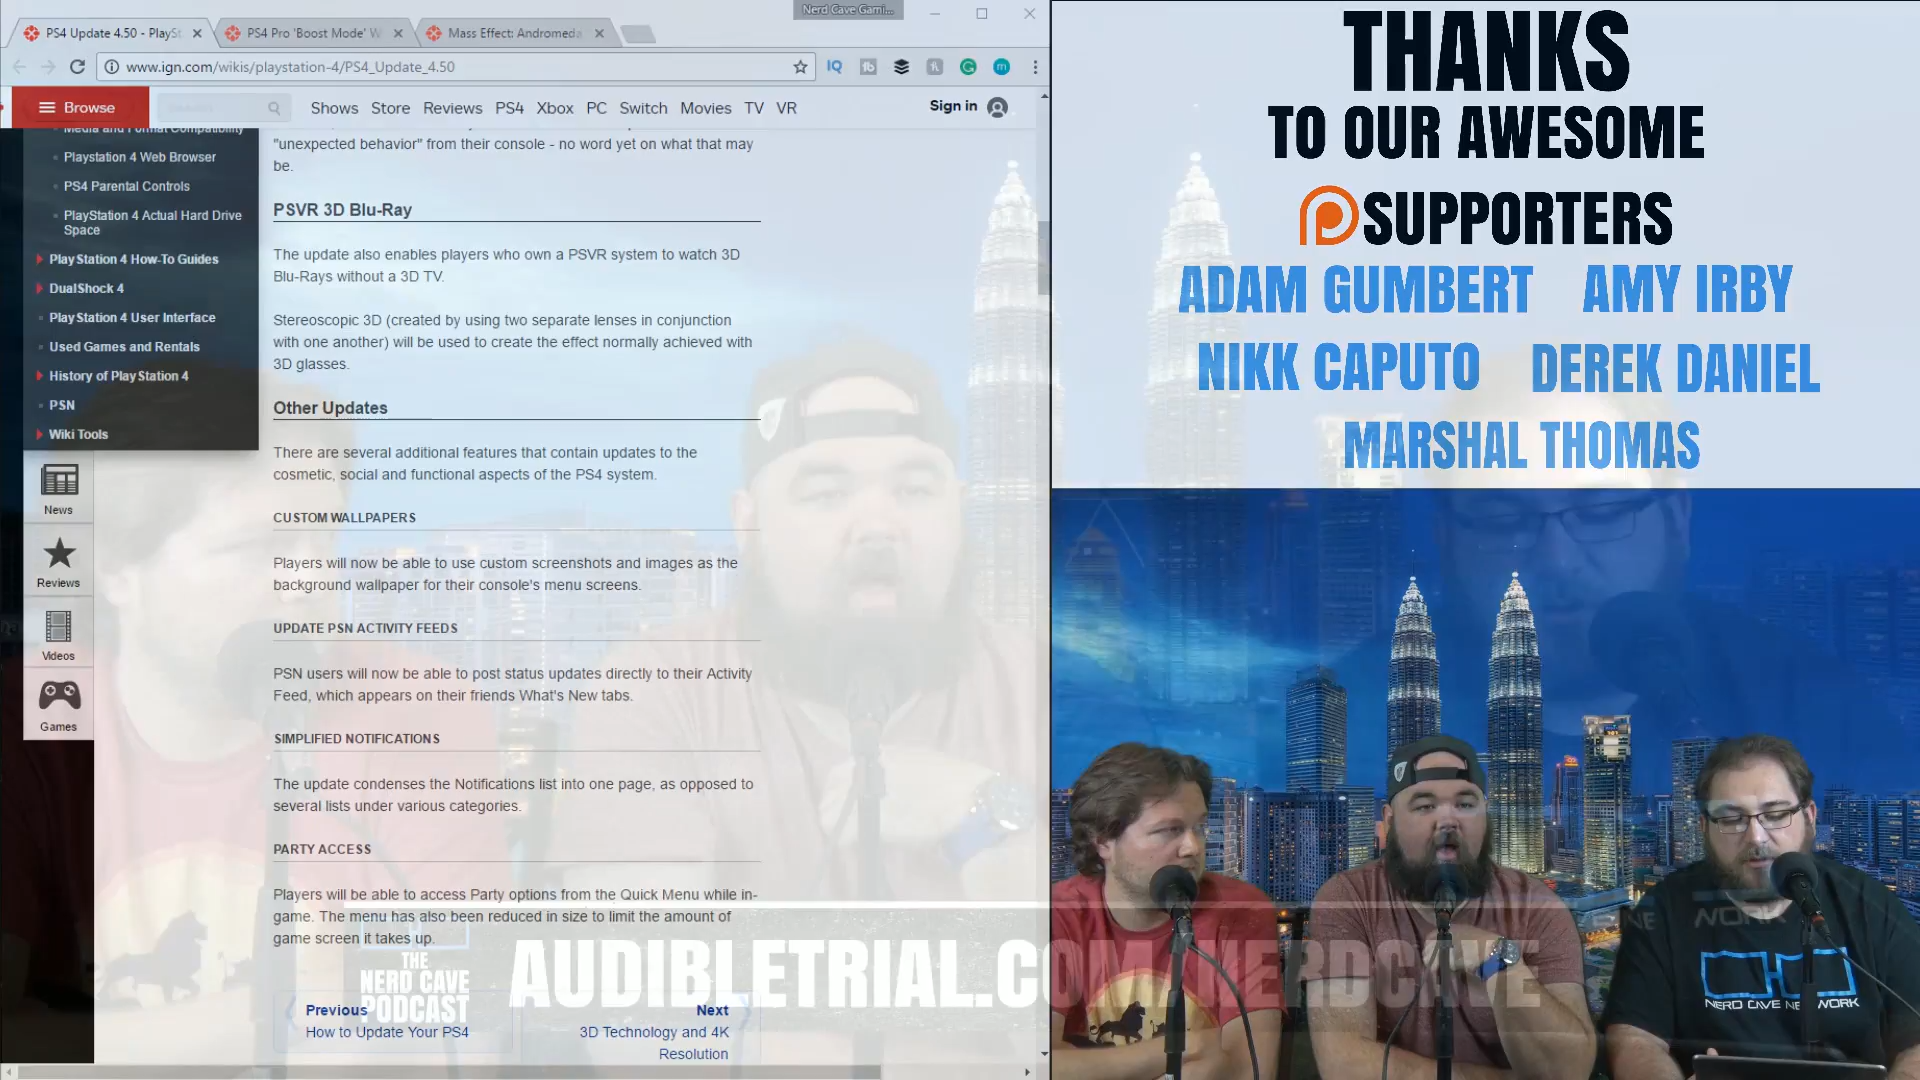 Nerd Cave Gami...
PS4 Update 4.50 - PlaySt
PS4 Pro 'Boost Mode' W
Mass Effect: Andromeda
www.ign.com/wikis/playstation-4/PS4_Update_4.50
Browse
Shows Store Reviews PS4 Xbox PC Switch Movies TV VR
Sign in
Media and Format Compatibility
Playstation 4 Web Browser
PS4 Parental Controls
PlayStation 4 Actual Hard Drive
Space
PlayStation 4 How-To Guides
DualShock 4
PlayStation 4 User Interface
Used Games and Rentals
History of PlayStation 4
PSN
Wiki Tools
News
Reviews
Videos
Games
"unexpected behavior" from their console - no word yet on what that may
be.
PSVR 3D Blu-Ray
The update also enables players who own a PSVR system to watch 3D
Blu-Rays without a 3D TV.
Stereoscopic 3D (created by using two separate lenses in conjunction
with one another) will be used to create the effect normally achieved with
3D glasses.
Other Updates
There are several additional features that contain updates to the
cosmetic, social and functional aspects of the PS4 system.
CUSTOM WALLPAPERS
Players will now be able to use custom screenshots and images as the
background wallpaper for their console's menu screens.
UPDATE PSN ACTIVITY FEEDS
PSN users will now be able to post status updates directly to their Activity
Feed, which appears on their friends What's New tabs.
SIMPLIFIED NOTIFICATIONS
The update condenses the Notifications list into one page, as opposed to
several lists under various categories.
PARTY ACCESS
Players will be able to access Party options from the Quick Menu while in-
game. The menu has also been reduced in size to limit the amount of
game screen it takes up.
Previous
How to Update Your PS4
Next
3D Technology and 4K
Resolution
THE
NERD CAVE
PODCAST
AUDIBLETRIAL.COM/NERDCAVE
THANKS
TO OUR AWESOME
SUPPORTERS
ADAM GUMBERT AMY IRBY
NIKK CAPUTO DEREK DANIEL
MARSHAL THOMAS